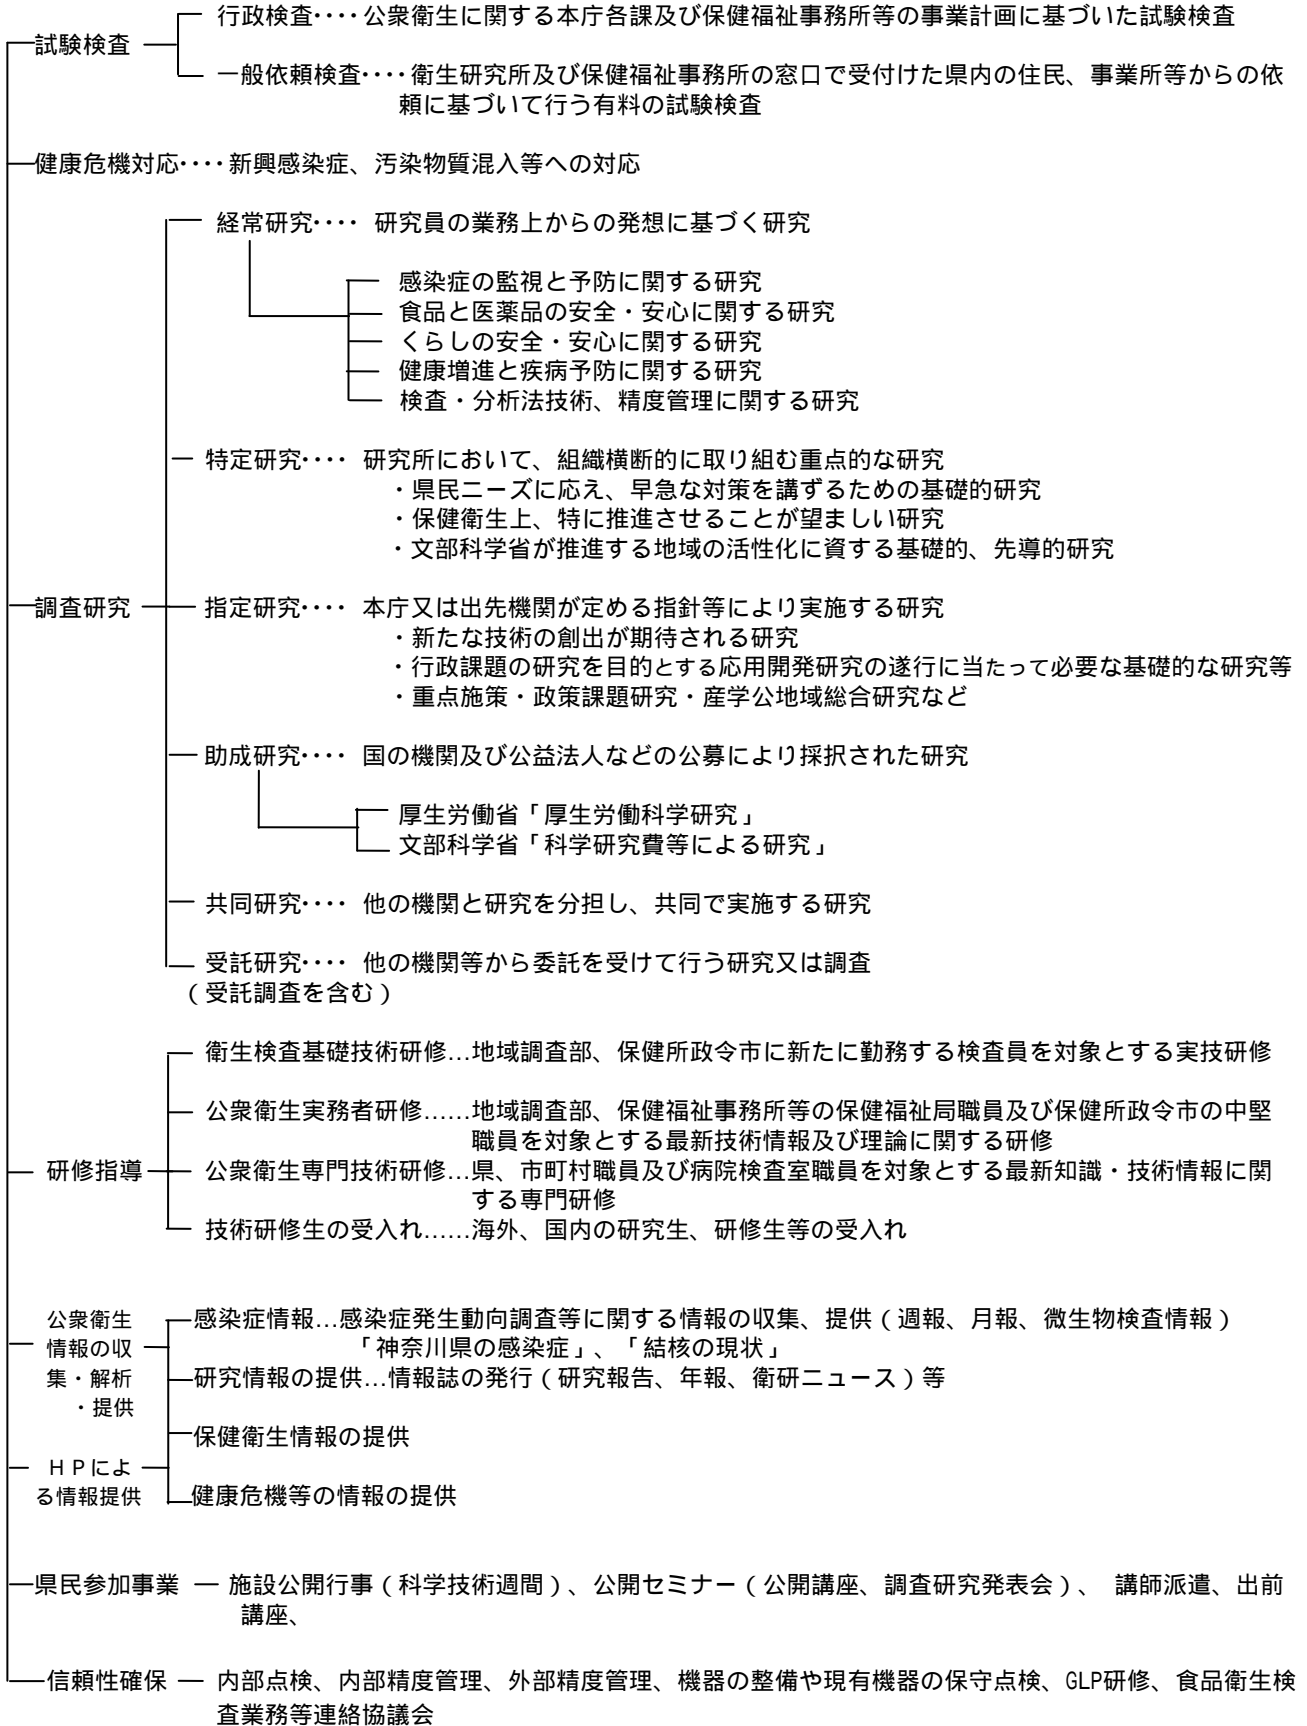 行政検査････公衆衛生に関する本庁各課及び保健福祉事務所等の事業計画に基づいた試験検査
試験検査
一般依頼検査････衛生研究所及び保健福祉事務所の窓口で受付けた県内の住民、事業所等からの依
頼に基づいて行う有料の試験検査
健康危機対応････新興感染症、汚染物質混入等への対応
経常研究････ 研究員の業務上からの発想に基づく研究
感染症の監視と予防に関する研究
食品と医薬品の安全・安心に関する研究
くらしの安全・安心に関する研究
健康増進と疾病予防に関する研究
検査・分析法技術、精度管理に関する研究
特定研究････ 研究所において、組織横断的に取り組む重点的な研究
・県民ニーズに応え、早急な対策を講ずるための基礎的研究
・保健衛生上、特に推進させることが望ましい研究
・文部科学省が推進する地域の活性化に資する基礎的、先導的研究
調査研究
指定研究････ 本庁又は出先機関が定める指針等により実施する研究
・新たな技術の創出が期待される研究
・行政課題の研究を目的とする応用開発研究の遂行に当たって必要な基礎的な研究等
・重点施策・政策課題研究・産学公地域総合研究など
助成研究････ 国の機関及び公益法人などの公募により採択された研究
厚生労働省「厚生労働科学研究」
文部科学省「科学研究費等による研究」
共同研究････ 他の機関と研究を分担し、共同で実施する研究
受託研究････ 他の機関等から委託を受けて行う研究又は調査
(受託調査を含む)
衛生検査基礎技術研修…地域調査部、保健所政令市に新たに勤務する検査員を対象とする実技研修
公衆衛生実務者研修……地域調査部、保健福祉事務所等の保健福祉局職員及び保健所政令市の中堅
職員を対象とする最新技術情報及び理論に関する研修
研修指導
公衆衛生専門技術研修…県、市町村職員及び病院検査室職員を対象とする最新知識・技術情報に関
する専門研修
技術研修生の受入れ……海外、国内の研究生、研修生等の受入れ
公衆衛生
情報の収
集・解析
・提供
感染症情報…感染症発生動向調査等に関する情報の収集、提供(週報、月報、微生物検査情報)
「神奈川県の感染症」、「結核の現状」
研究情報の提供…情報誌の発行(研究報告、年報、衛研ニュース)等
保健衛生情報の提供
HPによ
る情報提供
健康危機等の情報の提供
県民参加事業
施設公開行事(科学技術週間)、公開セミナー(公開講座、調査研究発表会)、 講師派遣、出前
講座、
信頼性確保
内部点検、内部精度管理、外部精度管理、機器の整備や現有機器の保守点検、GLP研修、食品衛生検
査業務等連絡協議会